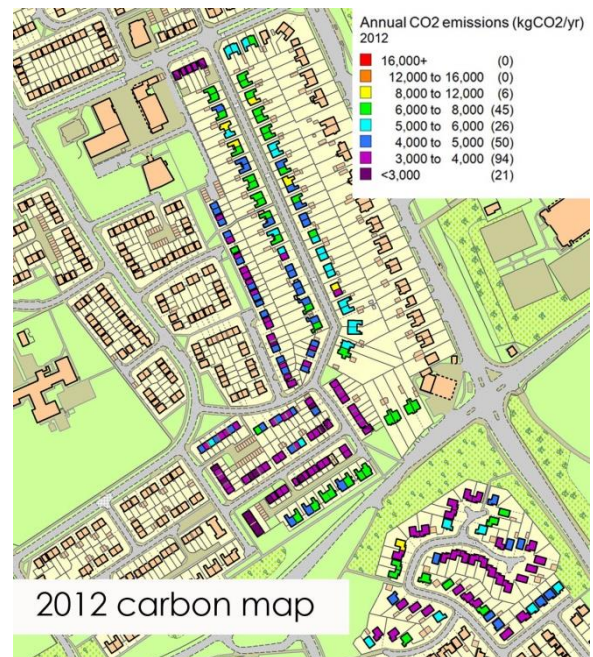 Annual CO2 emissions (kgCO2/yr)
2012
16,000+ (0)
12,000 to 16,000 (0)
8,000 to 12,000 (6)
6,000 to 8,000 (45)
5,000 to 6,000 (26)
4,000 to 5,000 (50)
3,000 to 4,000 (94)
<3,000 (21)
2012 carbon map